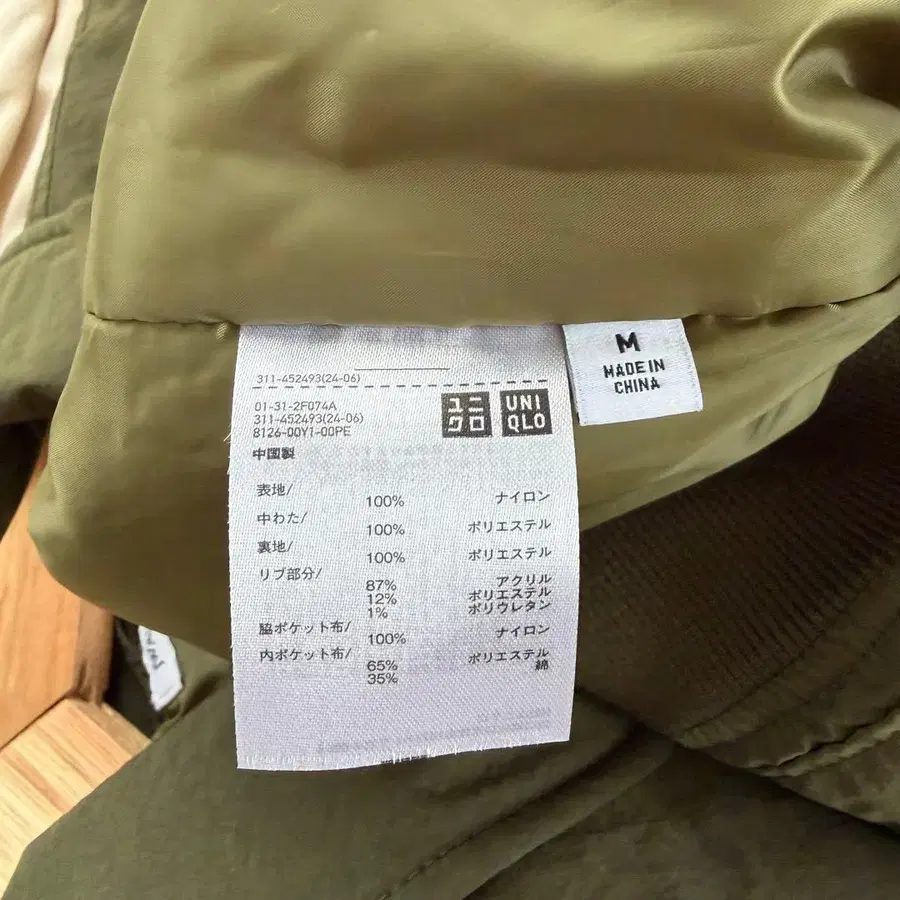 311-452493(24-06)
01-31-2F074A
311-452493(24-06)
8126-00Y1-00PE
中国製
ユニ
クロ
UNI
QLO
M
MADE IN
CHINA
表地/
100% ナイロン
中わた/
100% ポリエステル
裏地/
100% ポリエステル
リブ部分/
87% アクリル
12% ポリエステル
1% ポリウレタン
脇ポケット布/
100% ナイロン
内ポケット布/
65% ポリエステル
35% 綿